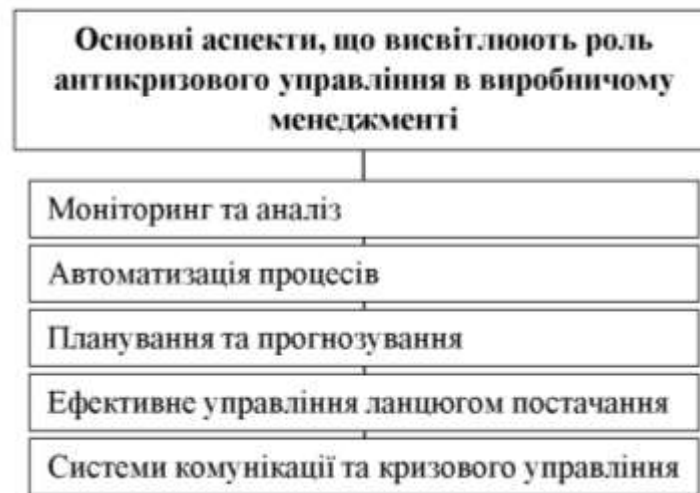 Основні аспекти, що висвітлюють роль
антикризового управління в виробничому
менеджменті
Моніторинг та аналіз
Автоматизація процесів
Планування та прогнозування
Ефективне управління ланцюгом постачання
Системи комунікації та кризового управління